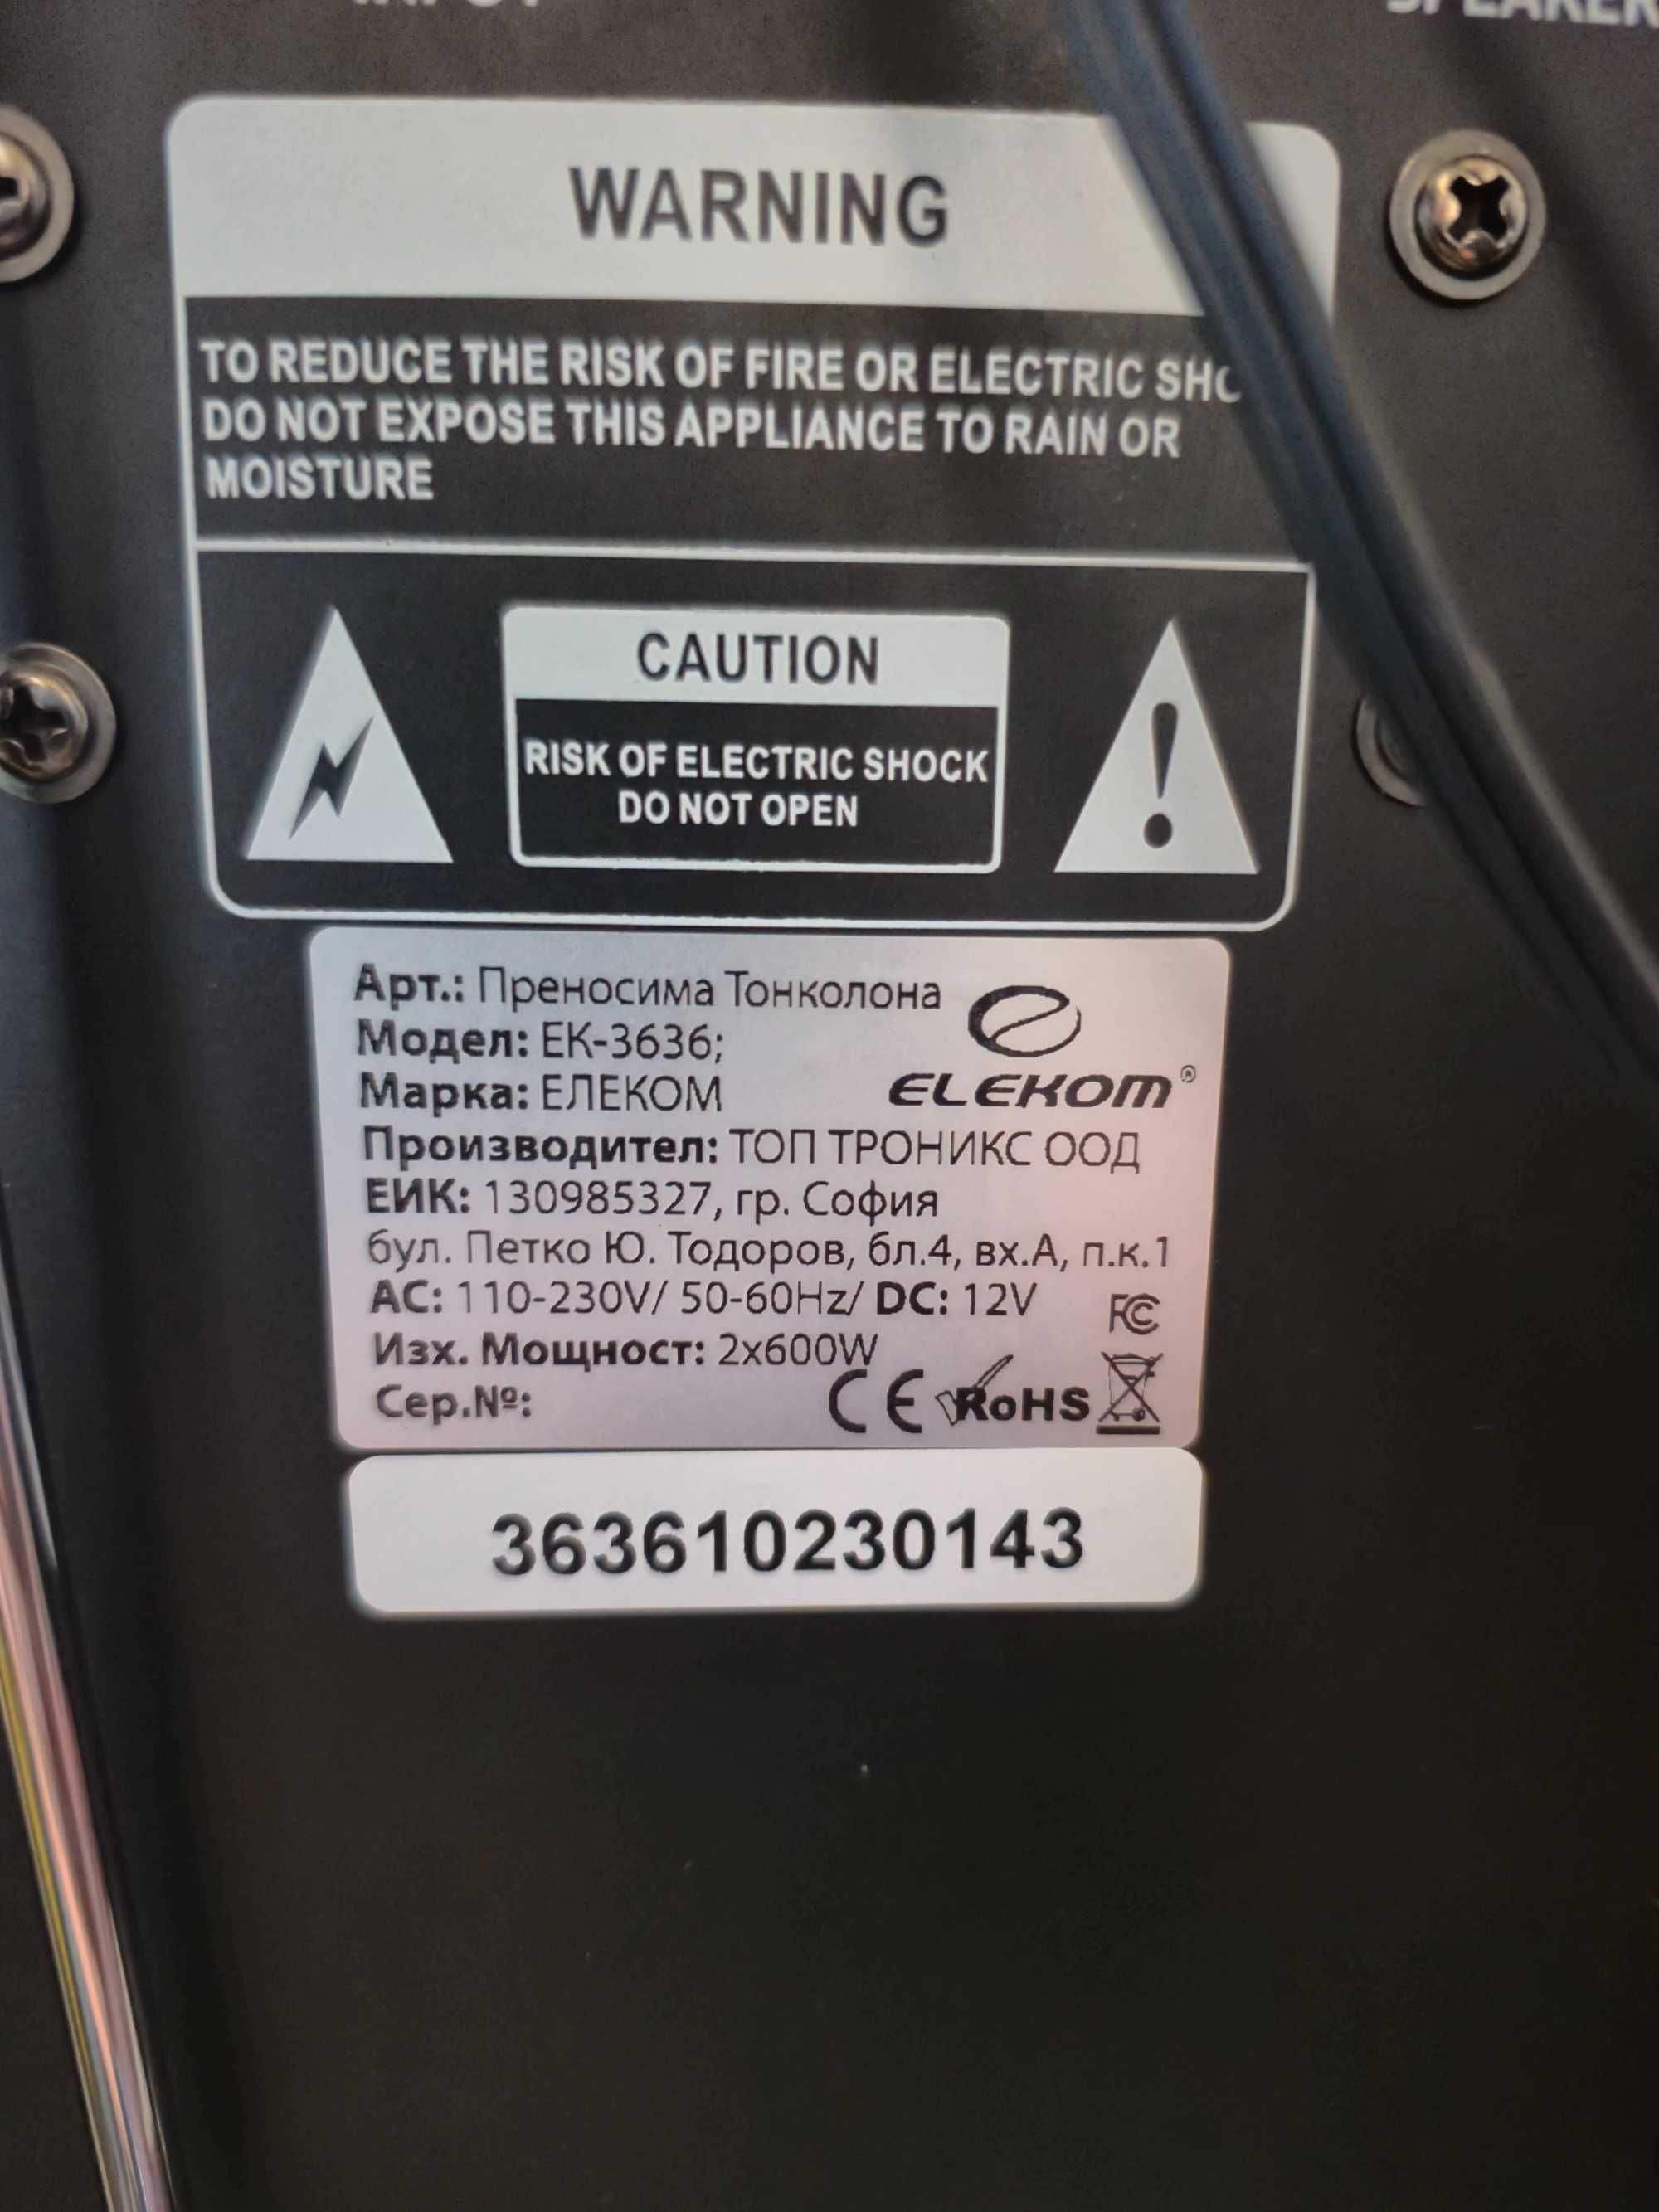 WARNING
TO REDUCE THE RISK OF FIRE OR ELECTRIC
DO NOT EXPOSE THIS APPLIANCE TO RAIN OR
MOISTURE
CAUTION
RISK OF ELECTRIC SHOCK
DO NOT OPEN
Арт.: Преносима Тонколона
Модел: ЕК-3636;
Марка: ЕЛЕКОМ
ELEKOM®
Производител: ТОП ТРОНИКС ООД
ЕИК: 130985327, гр. София
бул. Петко Ю. Тодоров, бл.4, вх.А, п.к.1
AC: 110-230V/ 50-60Hz/ DC: 12V
FC
Изх. Мощност: 2x600W
Сер.№:
CE RoHS
363610230143